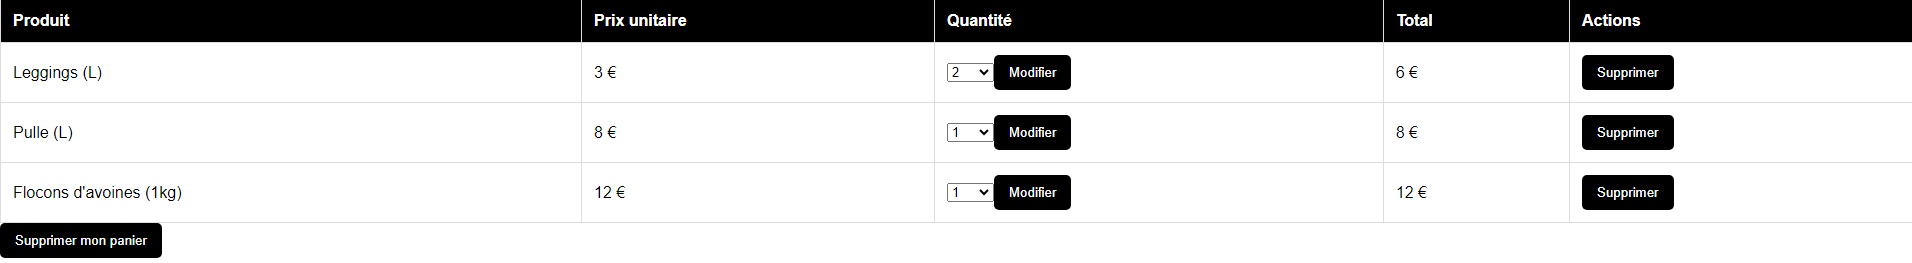 Produit Prix unitaire Quantité Total Actions
Leggings (L) 3 € 2 Modifier 6 € Supprimer
Pulle (L) 8 € 1 Modifier 8 € Supprimer
Flocons d'avoines (1kg) 12 € 1 Modifier 12 € Supprimer
Supprimer mon panier